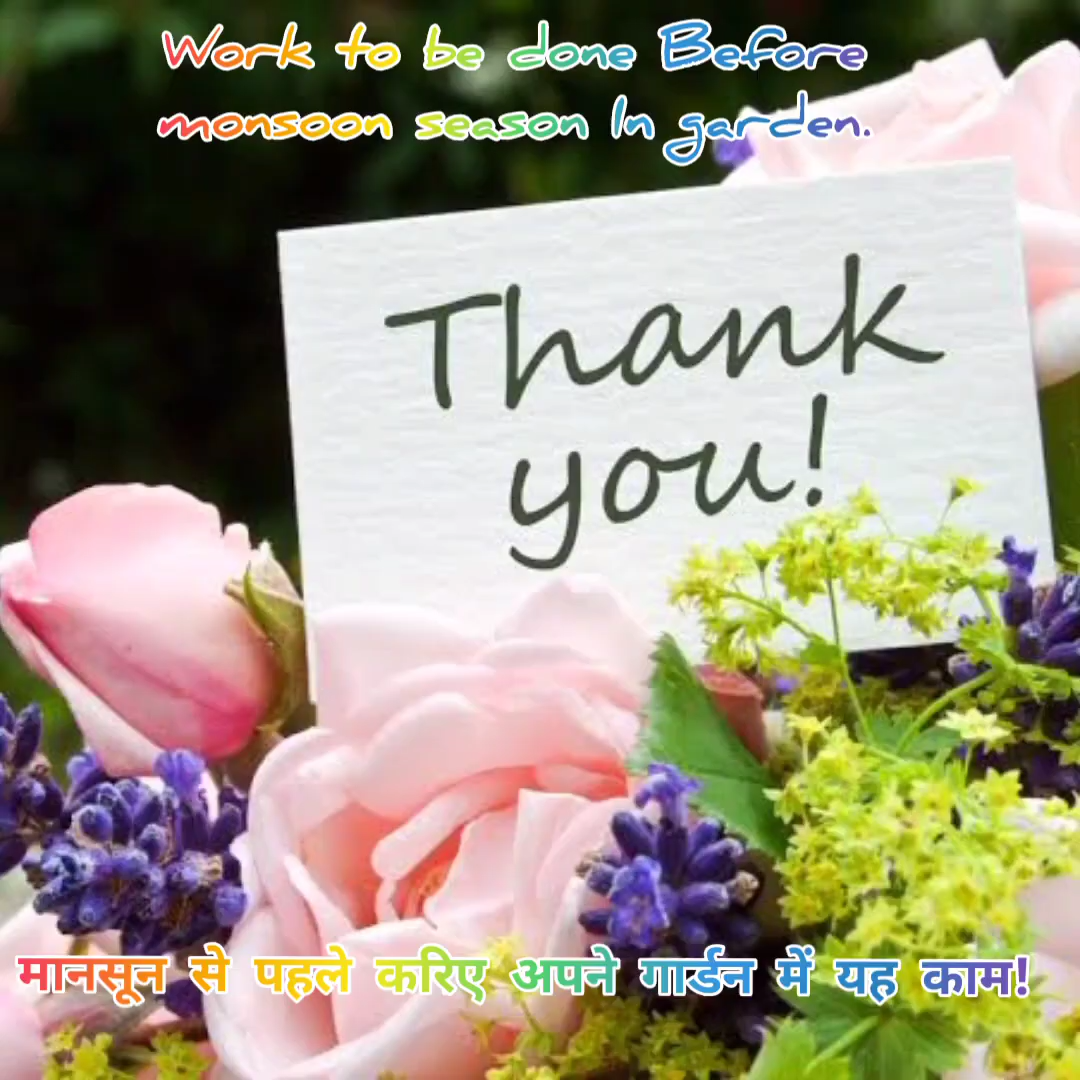 Work to be done Before
monsoon season In garden.
Thank
you!
मानसून से पहले करिए अपने गार्डन में यह काम!